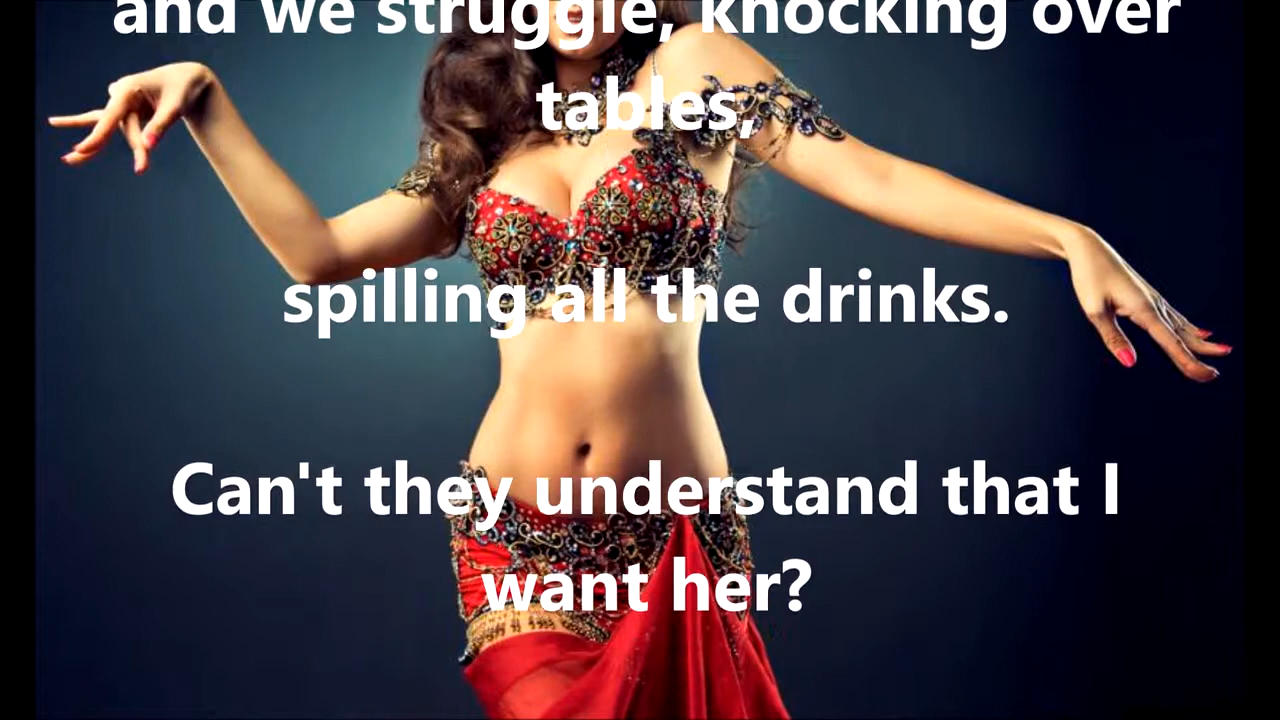 and we struggle, knocking over
tables,
spilling all the drinks.
Can't they understand that I
want her?